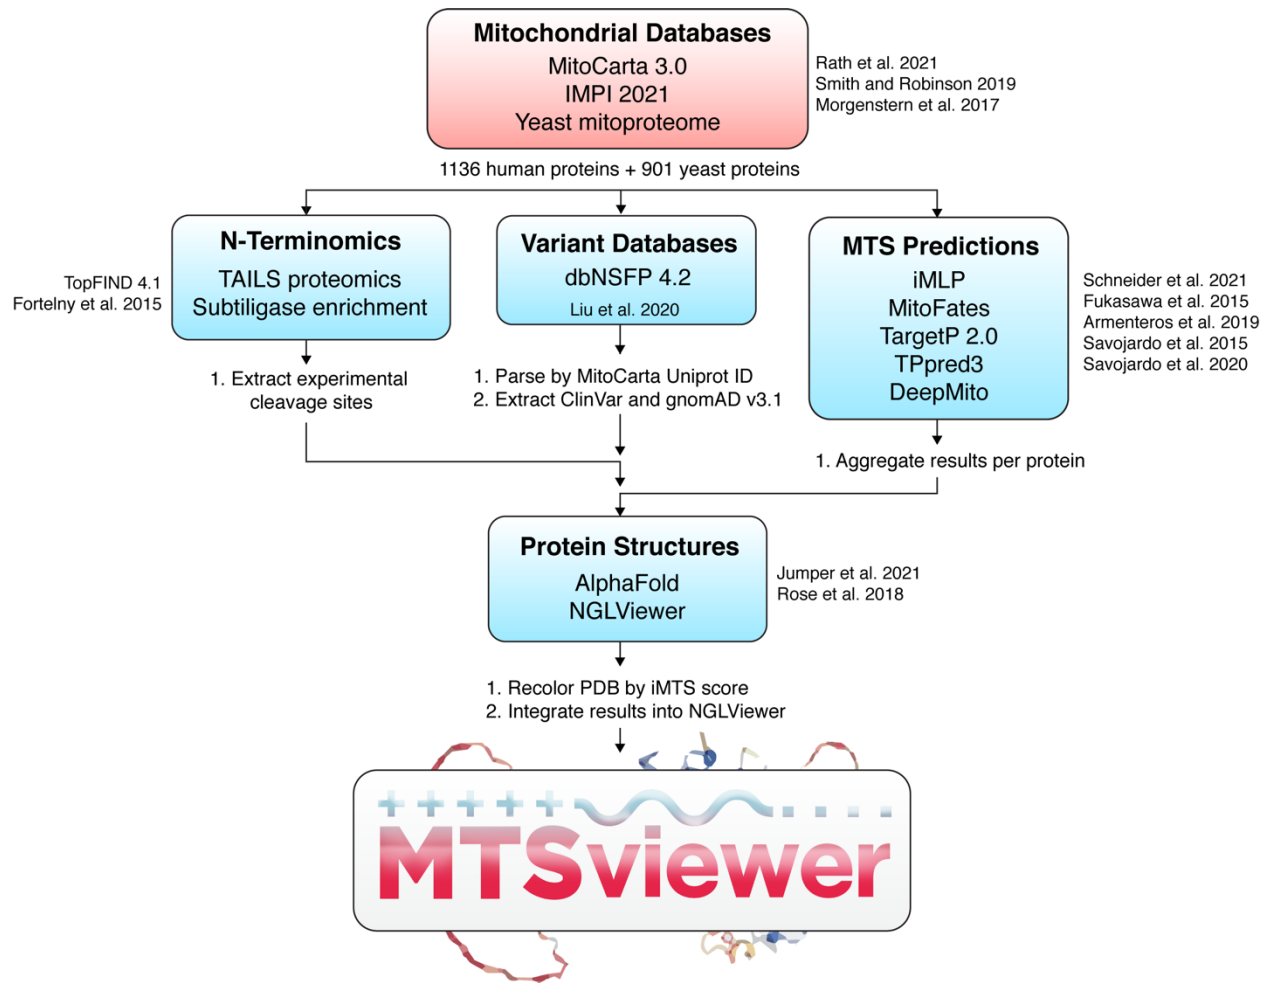 Mitochondrial Databases
MitoCarta 3.0
IMPI 2021
Yeast mitoproteome
Rath et al. 2021
Smith and Robinson 2019
Morgenstern et al. 2017
1136 human proteins + 901 yeast proteins
N-Terminomics
TAILS proteomics
Subtiligase enrichment
TopFIND 4.1
Fortelny et al. 2015
1. Extract experimental
cleavage sites
Variant Databases
dbNSFP 4.2
Liu et al. 2020
1. Parse by MitoCarta Uniprot ID
2. Extract ClinVar and gnomAD v3.1
MTS Predictions
iMLP
MitoFates
TargetP 2.0
TPpred3
DeepMito
Schneider et al. 2021
Fukasawa et al. 2015
Armenteros et al. 2019
Savojardo et al. 2015
Savojardo et al. 2020
1. Aggregate results per protein
Protein Structures
AlphaFold
NGLViewer
Jumper et al. 2021
Rose et al. 2018
1. Recolor PDB by iMTS score
2. Integrate results into NGLViewer
MTSviewer